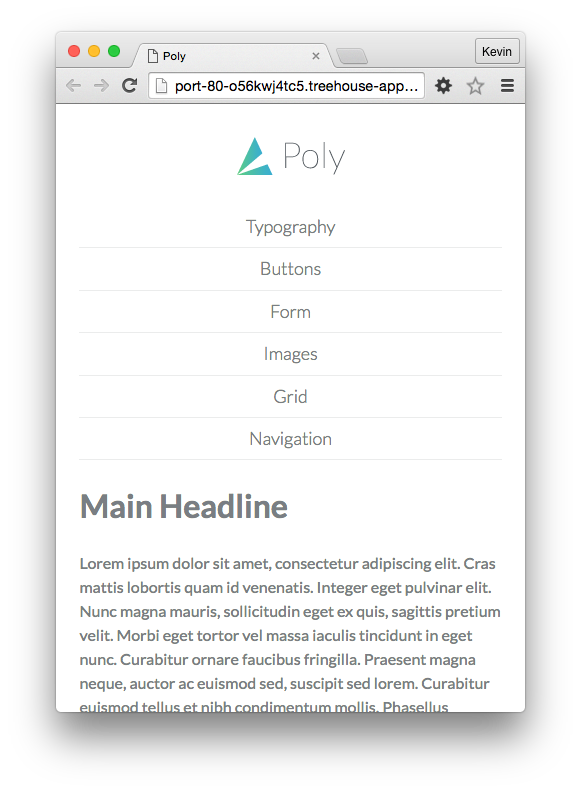 Poly
Kevin
port-80-o56kwj4tc5.treehouse-app...
Poly
Typography
Buttons
Form
Images
Grid
Navigation
Main Headline
Lorem ipsum dolor sit amet, consectetur adipiscing elit. Cras
mattis lobortis quam id venenatis. Integer eget pulvinar elit.
Nunc magna mauris, sollicitudin eget ex quis, sagittis pretium
velit. Morbi eget tortor vel massa iaculis tincidunt in eget
nunc. Curabitur ornare faucibus fringilla. Praesent magna
neque, auctor ac euismod sed, suscipit sed lorem. Curabitur
euismod tellus et nibh condimentum mollis. Phasellus